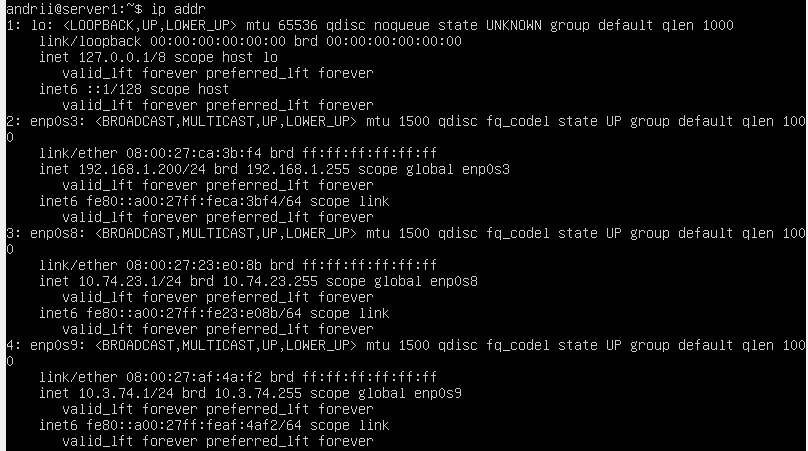 andrii@server1:~$ ip addr
1: lo: <LOOPBACK,UP,LOWER_UP> mtu 65536 qdisc noqueue state UNKNOWN group default qlen 1000
    link/loopback 00:00:00:00:00:00 brd 00:00:00:00:00:00
    inet 127.0.0.1/8 scope host lo
       valid_lft forever preferred_lft forever
    inet6 ::1/128 scope host
       valid_lft forever preferred_lft forever
2: enp0s3: <BROADCAST,MULTICAST,UP,LOWER_UP> mtu 1500 qdisc fq_codel state UP group default qlen 100
0
    link/ether 08:00:27:ca:3b:f4 brd ff:ff:ff:ff:ff:ff
    inet 192.168.1.200/24 brd 192.168.1.255 scope global enp0s3
       valid_lft forever preferred_lft forever
    inet6 fe80::a00:27ff:feca:3bf4/64 scope link
       valid_lft forever preferred_lft forever
3: enp0s8: <BROADCAST,MULTICAST,UP,LOWER_UP> mtu 1500 qdisc fq_codel state UP group default qlen 100
0
    link/ether 08:00:27:23:e0:8b brd ff:ff:ff:ff:ff:ff
    inet 10.74.23.1/24 brd 10.74.23.255 scope global enp0s8
       valid_lft forever preferred_lft forever
    inet6 fe80::a00:27ff:fe23:e08b/64 scope link
       valid_lft forever preferred_lft forever
4: enp0s9: <BROADCAST,MULTICAST,UP,LOWER_UP> mtu 1500 qdisc fq_codel state UP group default qlen 100
0
    link/ether 08:00:27:af:4a:f2 brd ff:ff:ff:ff:ff:ff
    inet 10.3.74.1/24 brd 10.3.74.255 scope global enp0s9
       valid_lft forever preferred_lft forever
    inet6 fe80::a00:27ff:feaf:4af2/64 scope link
       valid_lft forever preferred_lft forever